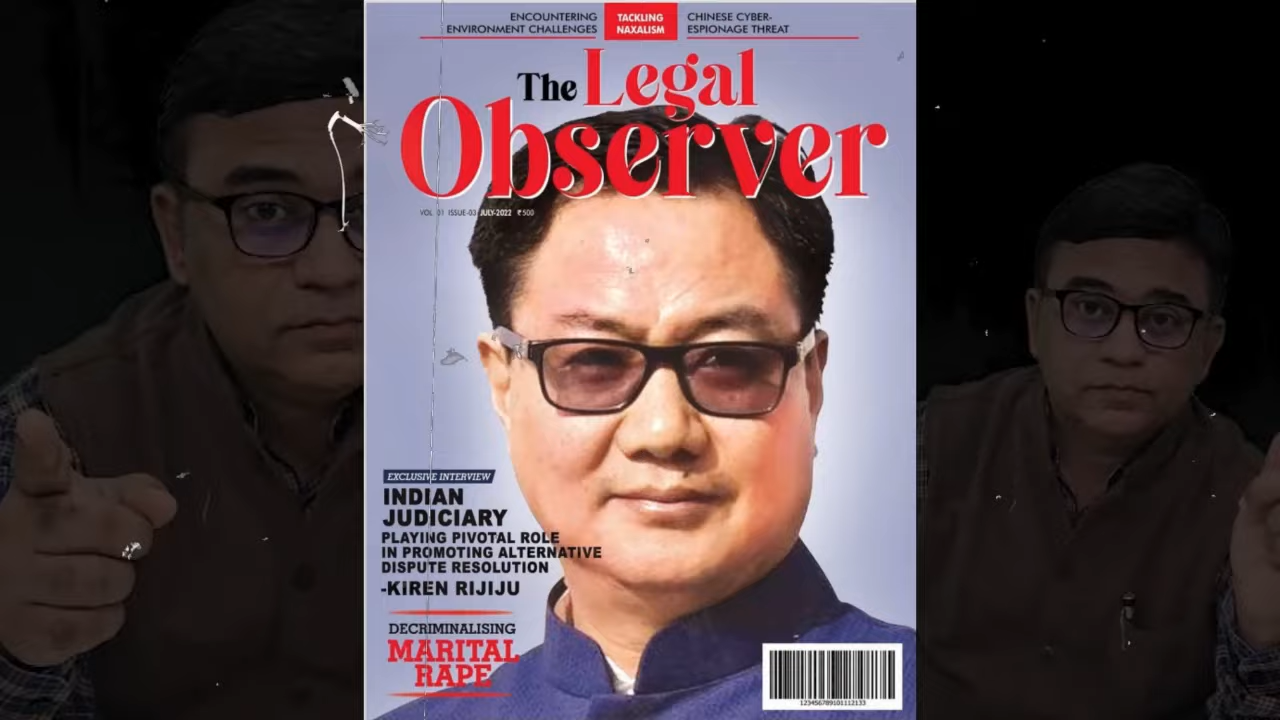 ENCOUNTERING
ENVIRONMENT CHALLENGES
TACKLING
NAXALISM
CHINESE CYBER-
ESPIONAGE THREAT
The Legal
Observer
VOL 01 ISSUE-03 JULY-2022 ₹500
EXCLUSIVE INTERVIEW
INDIAN
JUDICIARY
PLAYING PIVOTAL ROLE
IN PROMOTING ALTERNATIVE
DISPUTE RESOLUTION
-KIREN RIJIJU
DECRIMINALISING
MARITAL
RAPE
123456789101112133